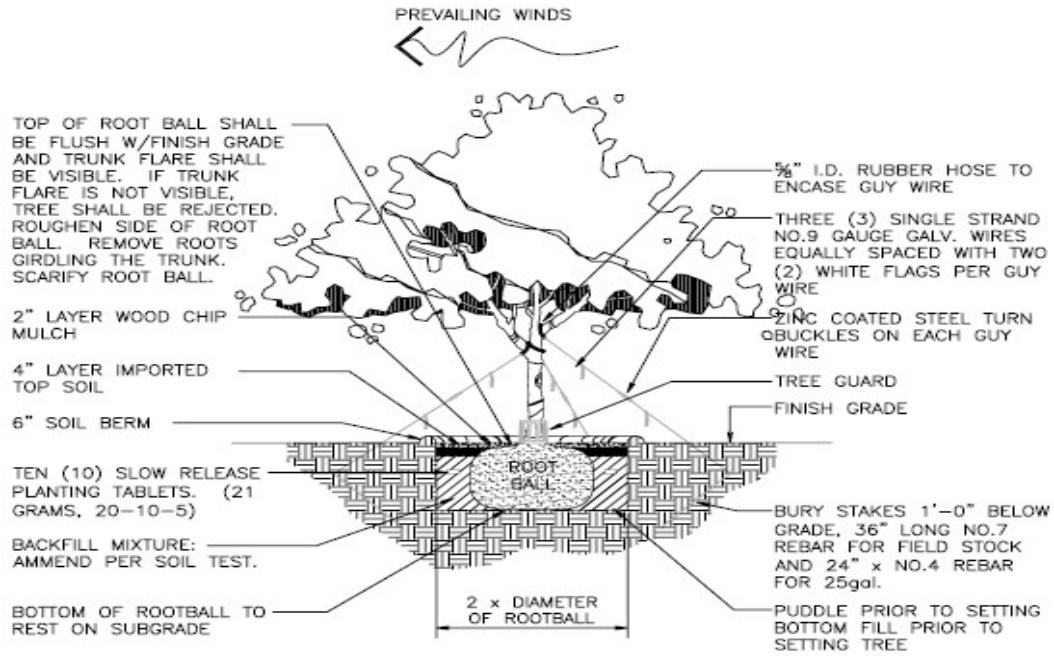 PREVAILING WINDS
TOP OF ROOT BALL SHALL
BE FLUSH W/FINISH GRADE
AND TRUNK FLARE SHALL
BE VISIBLE. IF TRUNK
FLARE IS NOT VISIBLE,
TREE SHALL BE REJECTED.
ROUGHEN SIDE OF ROOT
BALL. REMOVE ROOTS
GIRDLING THE TRUNK.
SCARIFY ROOT BALL.
2" LAYER WOOD CHIP
MULCH
4" LAYER IMPORTED
TOP SOIL
6" SOIL BERM
TEN (10) SLOW RELEASE
PLANTING TABLETS. (21
GRAMS, 20-10-5)
BACKFILL MIXTURE:
AMMEND PER SOIL TEST.
BOTTOM OF ROOTBALL TO
REST ON SUBGRADE
ROOT
BALL
2 x DIAMETER
OF ROOTBALL
⅝" I.D. RUBBER HOSE TO
ENCASE GUY WIRE
THREE (3) SINGLE STRAND
NO.9 GAUGE GALV. WIRES
EQUALLY SPACED WITH TWO
(2) WHITE FLAGS PER GUY
WIRE
ZINC COATED STEEL TURN
BUCKLES ON EACH GUY
WIRE
TREE GUARD
FINISH GRADE
BURY STAKES 1'-0" BELOW
GRADE, 36" LONG NO.7
REBAR FOR FIELD STOCK
AND 24" x NO.4 REBAR
FOR 25gal.
PUDDLE PRIOR TO SETTING
BOTTOM FILL PRIOR TO
SETTING TREE